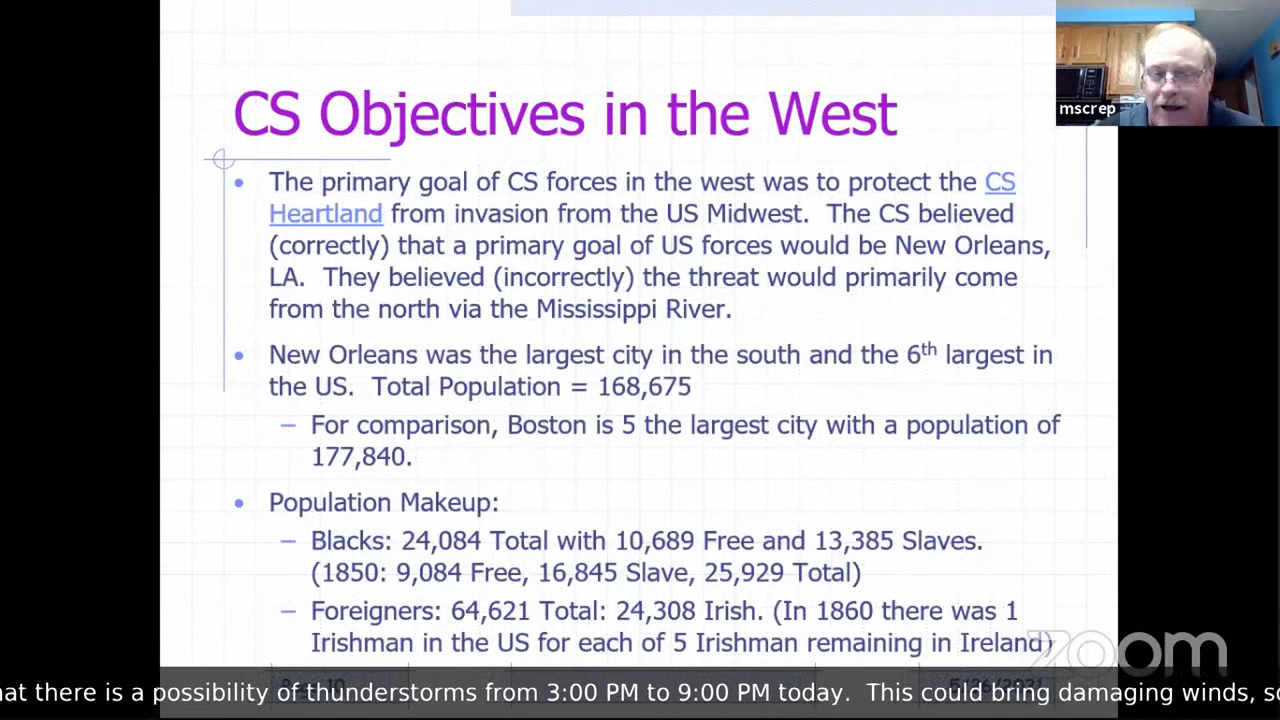 CS Objectives in the West
mscrep
The primary goal of CS forces in the west was to protect the CS
Heartland from invasion from the US Midwest. The CS believed
(correctly) that a primary goal of US forces would be New Orleans,
LA. They believed (incorrectly) the threat would primarily come
from the north via the Mississippi River.
New Orleans was the largest city in the south and the 6th largest in
the US. Total Population = 168,675
– For comparison, Boston is 5 the largest city with a population of
177,840.
Population Makeup:
– Blacks: 24,084 Total with 10,689 Free and 13,385 Slaves.
(1850: 9,084 Free, 16,845 Slave, 25,929 Total)
– Foreigners: 64,621 Total: 24,308 Irish. (In 1860 there was 1
Irishman in the US for each of 5 Irishman remaining in Ireland)
zoom
there is a possibility of thunderstorms from 3:00 PM to 9:00 PM today. This could bring damaging winds,